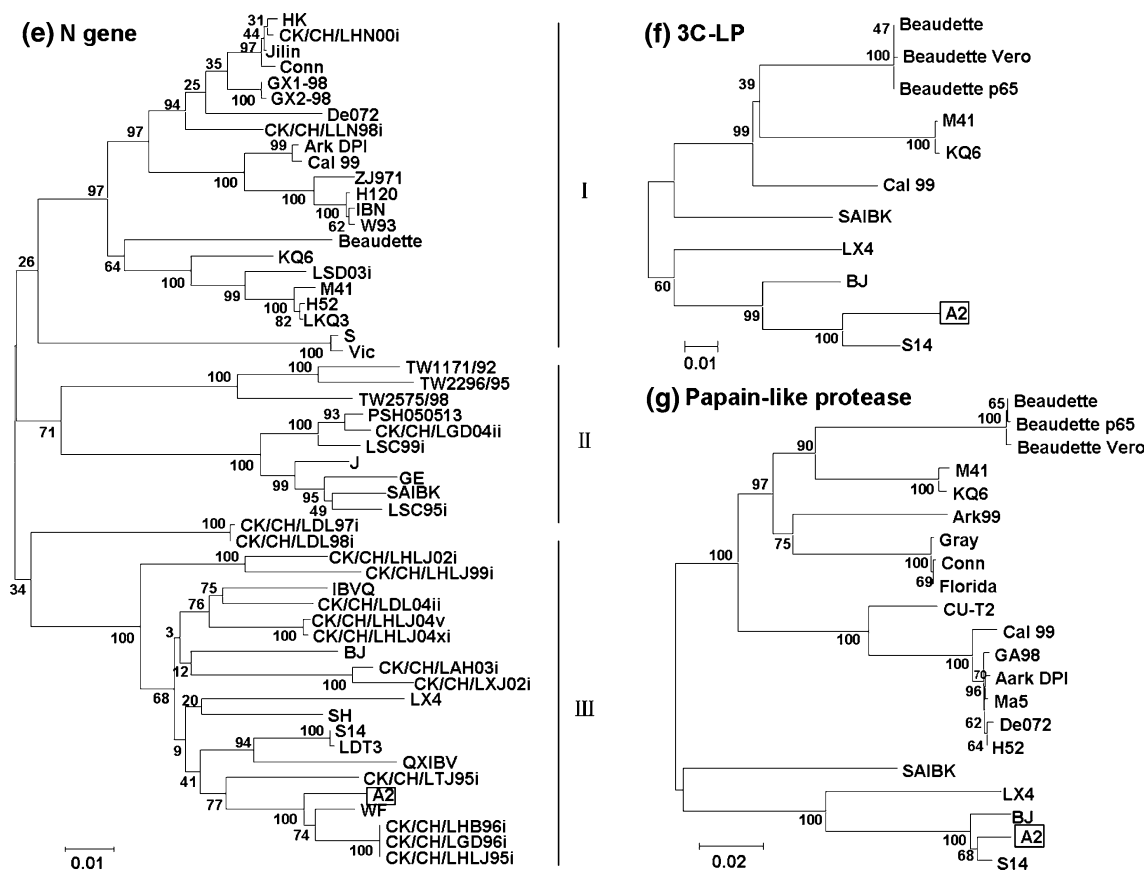 (e) N gene
31
HK
44
CK/CH/LHN00i
97
Jilin
35
Conn
25
GX1-98
100
GX2-98
94
De072
97
CK/CH/LLN98i
99
Ark DPI
Cal 99
100
ZJ971
97
100
H120
100
IBN
62
W93
Beaudette
64
KQ6
100
LSD03i
99
M41
100
H52
82
LKQ3
26
S
100
Vic
I
100
TW1171/92
100
TW2296/95
TW2575/98
71
93
PSH050513
100
CK/CH/LGD04ii
LSC99i
100
J
99
GE
95
SAIBK
49
LSC95i
II
100
CK/CH/LDL97i
CK/CH/LDL98i
34
100
CK/CH/LHLJ02i
CK/CH/LHLJ99i
100
75
IBVQ
76
CK/CH/LDL04ii
3
CK/CH/LHLJ04v
100
CK/CH/LHLJ04xi
BJ
12
CK/CH/LAH03i
100
CK/CH/LXJ02i
68
20
LX4
SH
9
100
S14
94
LDT3
41
QXIBV
CK/CH/LTJ95i
77
A2
100
WF
74
CK/CH/LHB96i
CK/CH/LGD96i
100
CK/CH/LHLJ95i
III
0.01
(f) 3C-LP
47
Beaudette
100
Beaudette Vero
39
Beaudette p65
99
M41
100
KQ6
Cal 99
SAIBK
LX4
60
BJ
99
A2
100
S14
0.01
(g) Papain-like protease
65
Beaudette
100
Beaudette p65
90
Beaudette Vero
97
M41
100
KQ6
Ark99
75
Gray
100
Conn
69
Florida
100
CU-T2
100
Cal 99
100
GA98
70
Aark DPI
96
Ma5
62
De072
64
H52
SAIBK
LX4
100
BJ
100
A2
68
S14
0.02